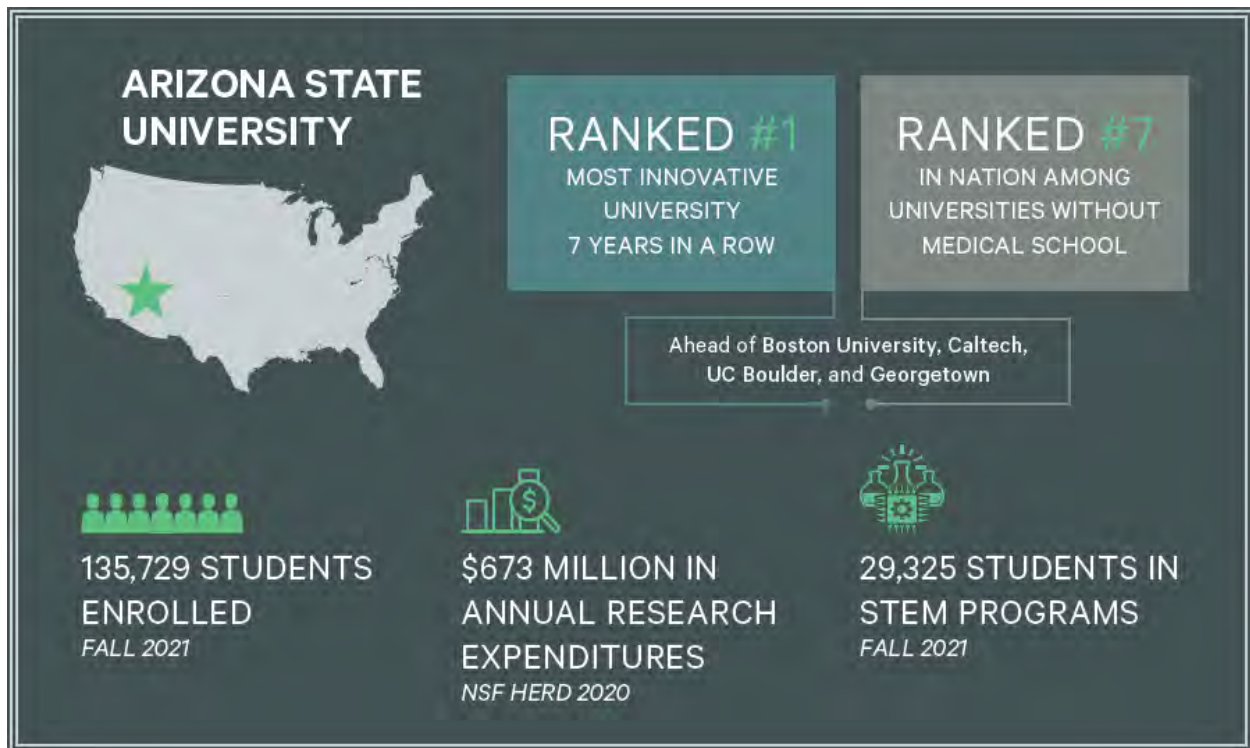 ARIZONA STATE
UNIVERSITY
RANKED #1
MOST INNOVATIVE
UNIVERSITY
7 YEARS IN A ROW
RANKED #7
IN NATION AMONG
UNIVERSITIES WITHOUT
MEDICAL SCHOOL
Ahead of Boston University, Caltech,
UC Boulder, and Georgetown
$
135,729 STUDENTS
ENROLLED
FALL 2021
$673 MILLION IN
ANNUAL RESEARCH
EXPENDITURES
NSF HERD 2020
29,325 STUDENTS IN
STEM PROGRAMS
FALL 2021